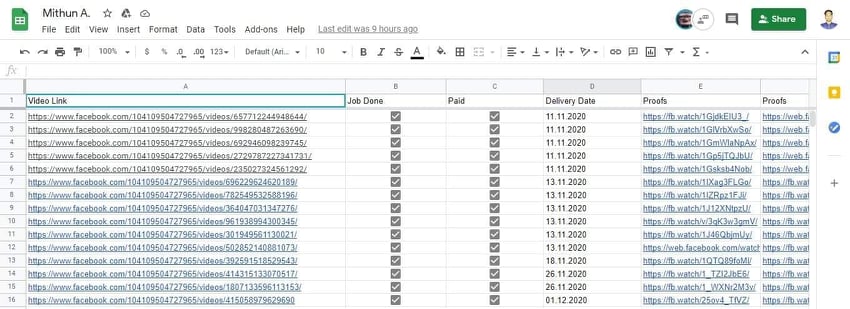 Mithun A.
File Edit View Insert Format Data Tools Add-ons Help Last edit was 9 hours ago
Share
100% $ % .0 .00 123 Default (Ari... 10 B I S A
fx
A B C D E
1 Video Link Job Done Paid Delivery Date Proofs Proofs
2 https://www.facebook.com/104109504727965/videos/657712244948644/ 11.11.2020 https://fb.watch/1GjdkEIU3_/ https://web.f
3 https://www.facebook.com/104109504727965/videos/998280487263690/ 11.11.2020 https://fb.watch/1GlVrbXwSe/ https://web.f
4 https://www.facebook.com/104109504727965/videos/692946098239745/ 11.11.2020 https://fb.watch/1GmWlaNpAx/ https://web.f
5 https://www.facebook.com/104109504727965/videos/2729787227341731/ 11.11.2020 https://fb.watch/1Gp5jTQJbU/ https://web.f
6 https://www.facebook.com/104109504727965/videos/235027324561292/ 11.11.2020 https://fb.watch/1Gsksb4Nob/ https://web.f
7 https://www.facebook.com/104109504727965/videos/696229624620189/ 13.11.2020 https://fb.watch/1IXag3FLGo/ https://fb.wat
8 https://www.facebook.com/104109504727965/videos/782549532588196/ 13.11.2020 https://fb.watch/1IZRpz1FJi/ https://fb.wat
9 https://www.facebook.com/104109504727965/videos/364047031347276/ 13.11.2020 https://fb.watch/1J12XNtpzU/ https://fb.wat
10 https://www.facebook.com/104109504727965/videos/961938994300345/ 13.11.2020 https://fb.watch/v/3qK3w3gmV/ https://fb.wat
11 https://www.facebook.com/104109504727965/videos/301949561130021/ 13.11.2020 https://fb.watch/1J46QbjmUy/ https://fb.wat
12 https://www.facebook.com/104109504727965/videos/502852140881073/ 13.11.2020 https://web.facebook.com/watch https://fb.wat
13 https://www.facebook.com/104109504727965/videos/392591518529543/ 18.11.2020 https://fb.watch/1QTQ89foMl/ https://fb.wat
14 https://www.facebook.com/104109504727965/videos/414315133070517/ 26.11.2020 https://fb.watch/1_TZI2JbE6/ https://fb.wat
15 https://www.facebook.com/104109504727965/videos/1807133596113153/ 26.11.2020 https://fb.watch/1_WXNr2M3v/ https://fb.wat
16 https://www.facebook.com/104109504727965/videos/415058979629690 01.12.2020 https://fb.watch/25ov4_TfVZ/ https://fb.wat